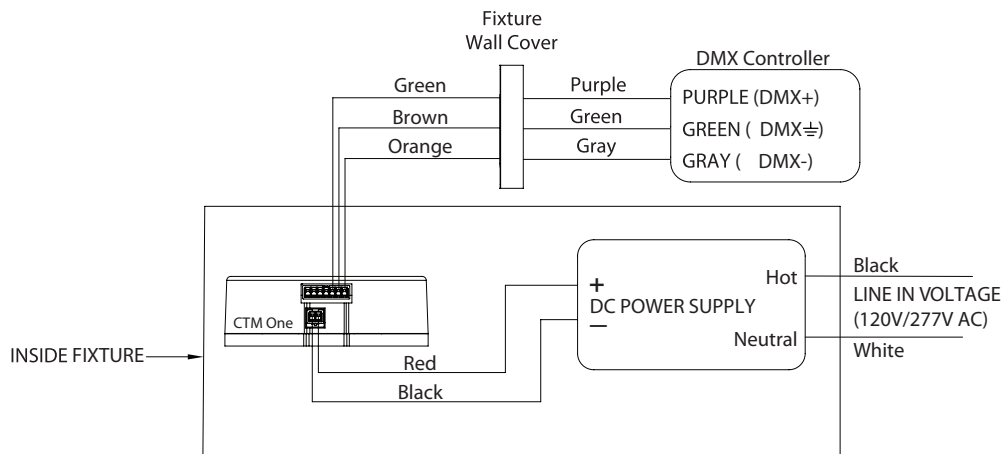 Fixture
Wall Cover
DMX Controller
Green
Purple
PURPLE (DMX+)
Brown
Green
GREEN ( DMX⏚)
Orange
Gray
GRAY ( DMX-)
Hot
Black
+
DC POWER SUPPLY
LINE IN VOLTAGE
(120V/277V AC)
CTM One
—
Neutral
White
INSIDE FIXTURE
Red
Black